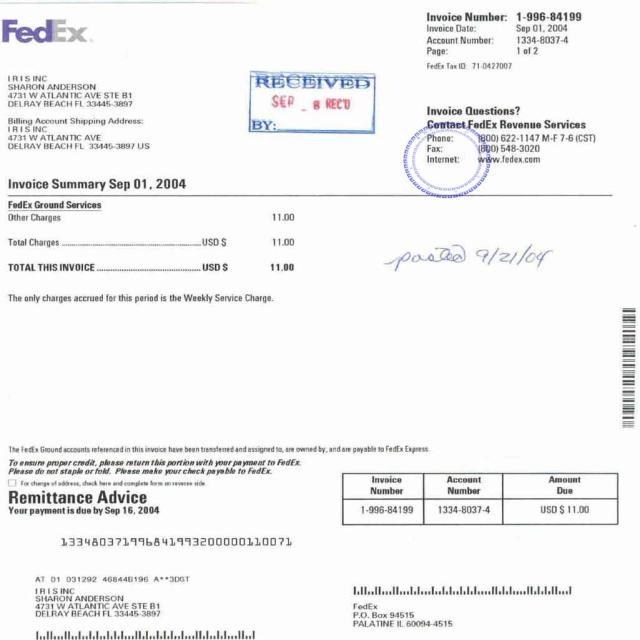 FedEx.
Invoice Number: 1-996-84199
Invoice Date: Sep 01, 2004
Account Number: 1334-8037-4
Page: 1 of 2
FedEx Tax ID: 71-0427007
I R I S INC
SHARON ANDERSON
4731 W ATLANTIC AVE STE B1
DELRAY BEACH FL 33445-3897
Billing Account Shipping Address:
I R I S INC
4731 W ATLANTIC AVE
DELRAY BEACH FL 33445-3897 US
RECEIVED
SEP - 8 REC'D
BY:
Invoice Questions?
Contact FedEx Revenue Services
Phone: (800) 622-1147 M-F 7-6 (CST)
Fax: (800) 548-3020
Internet: www.fedex.com
Invoice Summary Sep 01, 2004
FedEx Ground Services
Other Charges 11.00
Total Charges USD $ 11.00
TOTAL THIS INVOICE USD $ 11.00
posted 9/21/04
The only charges accrued for this period is the Weekly Service Charge.
The FedEx Ground accounts referenced in this invoice have been transferred and assigned to, are owned by, and are payable to FedEx Express.
To ensure proper credit, please return this portion with your payment to FedEx.
Please do not staple or fold. Please make your check payable to FedEx.
For change of address, check here and complete form on reverse side.
Remittance Advice
Your payment is due by Sep 16, 2004
Invoice Number Account Number Amount Due
1-996-84199 1334-8037-4 USD $ 11.00
1334803719968419932000001100​71
AT 01 031292 46844B196 A**3DGT
I R I S INC
SHARON ANDERSON
4731 W ATLANTIC AVE STE B1
DELRAY BEACH FL 33445-3897
FedEx
P.O. Box 94515
PALATINE IL 60094-4515